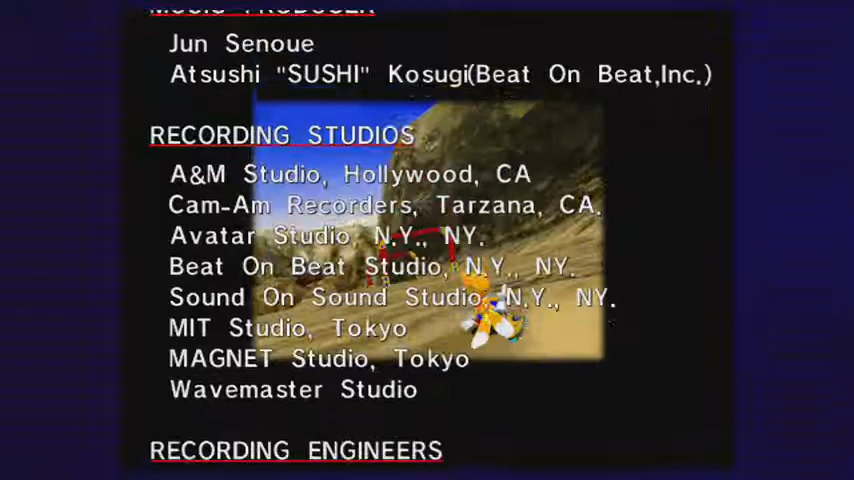 MUSIC PRODUCER
Jun Senoue
Atsushi "SUSHI" Kosugi(Beat On Beat,Inc.)
RECORDING STUDIOS
A&M Studio, Hollywood, CA
Cam-Am Recorders, Tarzana, CA.
Avatar Studio, N.Y., NY.
Beat On Beat Studio, N.Y., NY.
Sound On Sound Studio, N.Y., NY.
MIT Studio, Tokyo
MAGNET Studio, Tokyo
Wavemaster Studio
RECORDING ENGINEERS